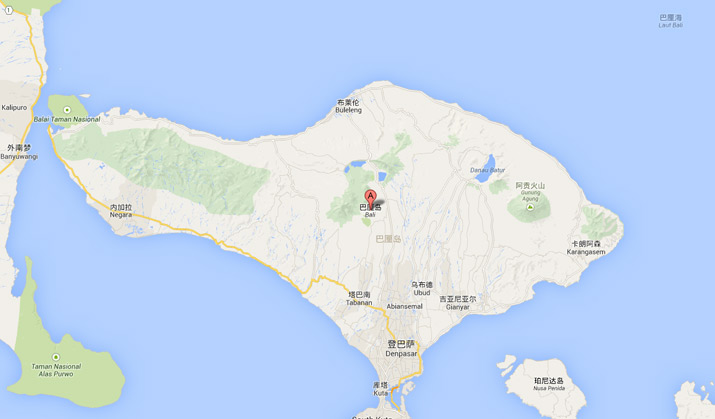 1
巴厘海
Laut Bali
Kalipuro
Balai Taman Nasional
布莱伦
Buleleng
外南梦
Banyuwangi
Danau Batur
阿贡火山
Gunung
Agung
A
巴厘岛
Bali
内加拉
Negara
巴厘岛
卡朗阿森
Karangasem
乌布德
Ubud
塔巴南
Tabanan
Abiansemal
吉亚尼亚尔
Gianyar
登巴萨
Denpasar
Taman Nasional
Alas Purwo
库塔
Kuta
珀尼达岛
Nusa Penida
South Kuta